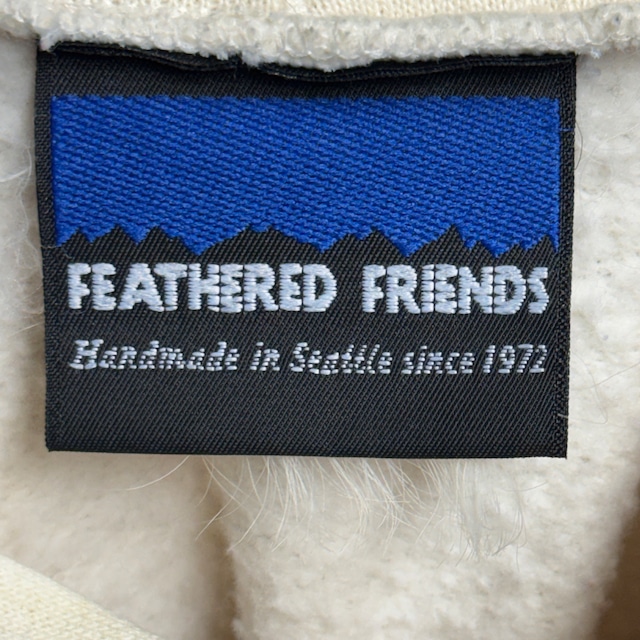 FEATHERED FRIENDS
Handmade in Seattle since 1972